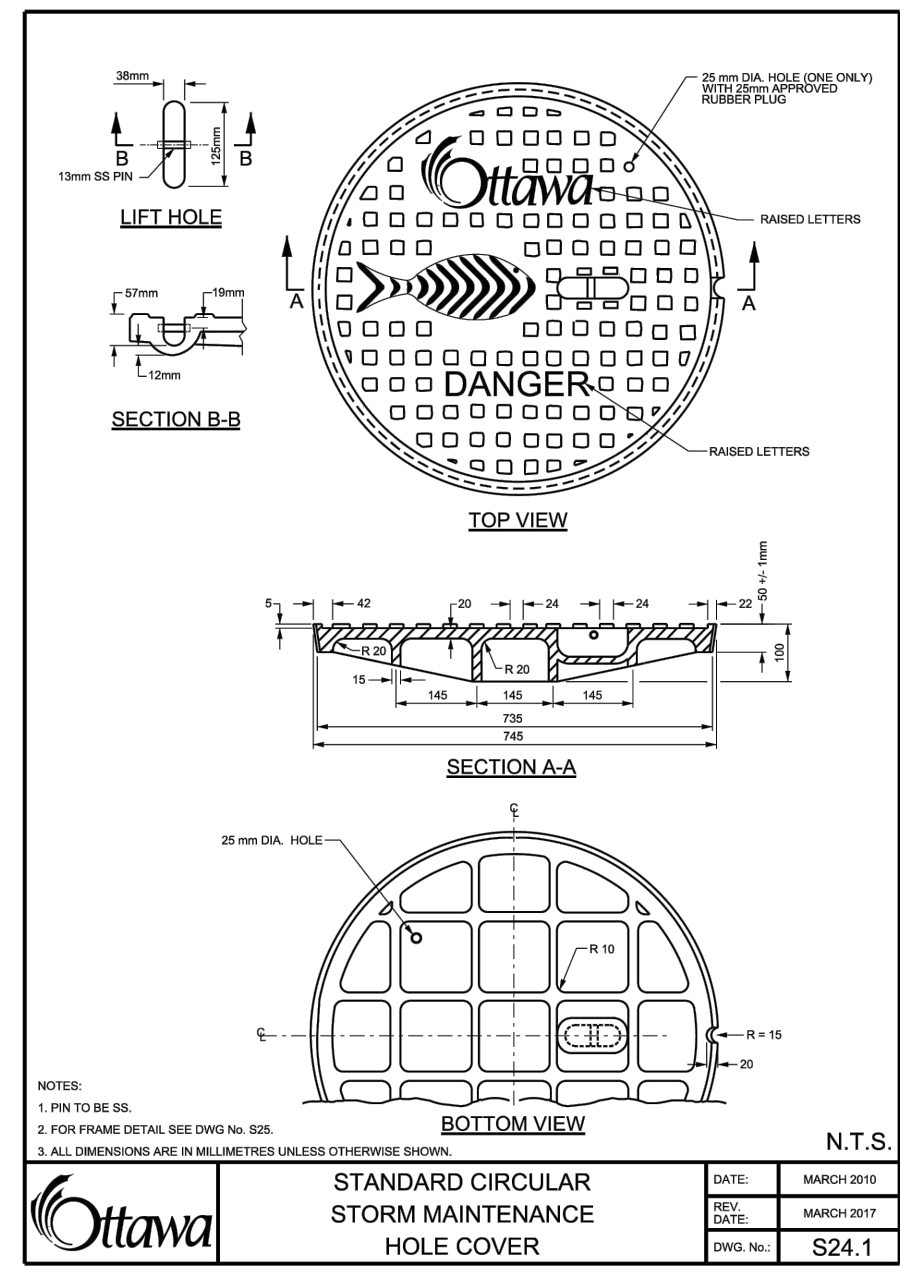 38mm
B
B
125mm
13mm SS PIN
LIFT HOLE
57mm
19mm
12mm
SECTION B-B
25 mm DIA. HOLE (ONE ONLY)
WITH 25mm APPROVED
RUBBER PLUG
Ottawa
RAISED LETTERS
A
A
DANGER
RAISED LETTERS
TOP VIEW
5
42
20
24
24
50 +/- 1mm
22
100
R 20
R 20
15
145
145
145
735
745
SECTION A-A
℄
25 mm DIA. HOLE
R 10
℄
R = 15
20
BOTTOM VIEW
NOTES:
1. PIN TO BE SS.
2. FOR FRAME DETAIL SEE DWG No. S25.
3. ALL DIMENSIONS ARE IN MILLIMETRES UNLESS OTHERWISE SHOWN.
N.T.S.
Ottawa
STANDARD CIRCULAR
STORM MAINTENANCE
HOLE COVER
DATE:
MARCH 2010
REV.
DATE:
MARCH 2017
DWG. No.:
S24.1